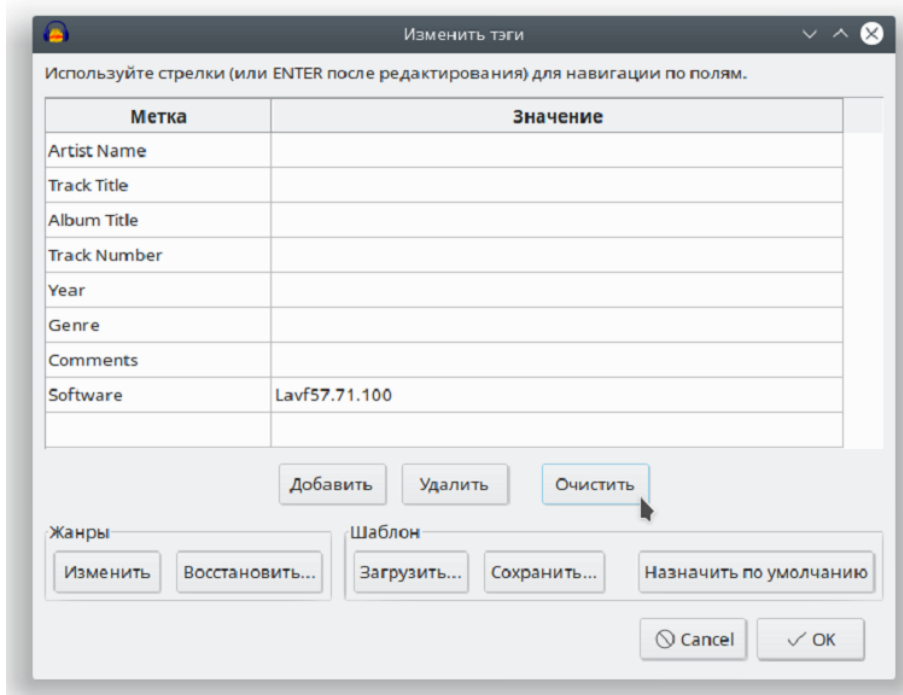 Изменить тэги
Используйте стрелки (или ENTER после редактирования) для навигации по полям.
Метка Значение
Artist Name
Track Title
Album Title
Track Number
Year
Genre
Comments
Software Lavf57.71.100
Добавить Удалить Очистить
Жанры Шаблон
Изменить Восстановить... Загрузить... Сохранить... Назначить по умолчанию
Cancel OK